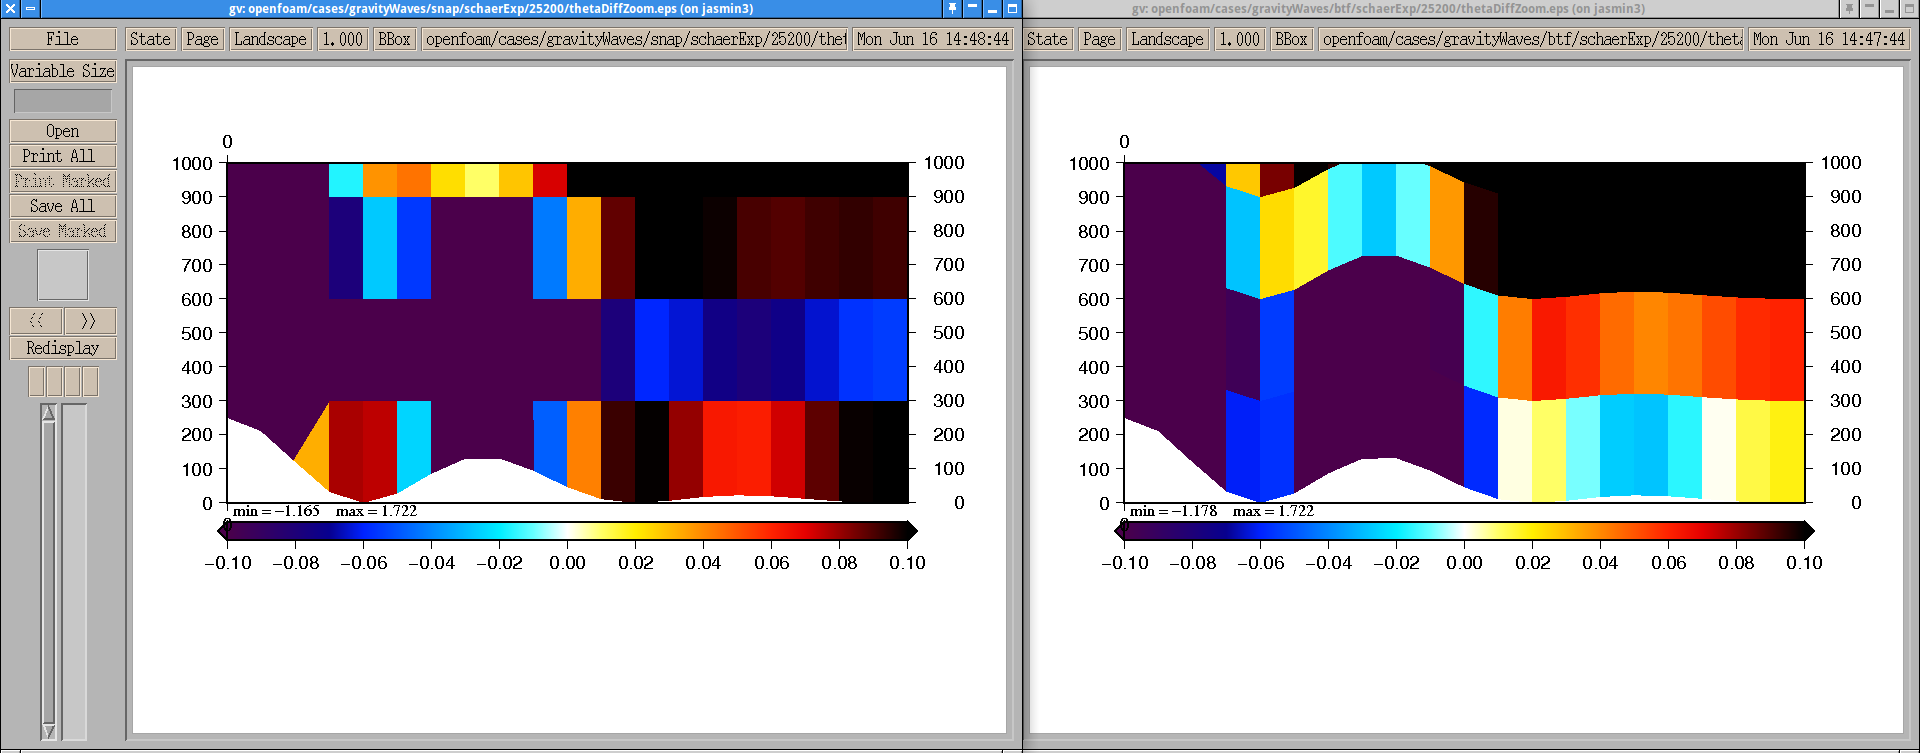 gv: openfoam/cases/gravityWaves/snap/schaerExp/25200/thetaDiffZoom.eps (on jasmin3)
File
State
Page
Landscape
1.000
BBox
openfoam/cases/gravityWaves/snap/schaerExp/25200/thet
Mon Jun 16 14:48:44
Variable Size
Open
Print All
Print Marked
Save All
Save Marked
<<
>>
Redisplay
0
1000 1000
900 900
800 800
700 700
600 600
500 500
400 400
300 300
200 200
100 100
0 0
min = −1.165 max = 1.722
0
−0.10 −0.08 −0.06 −0.04 −0.02 0.00 0.02 0.04 0.06 0.08 0.10
gv: openfoam/cases/gravityWaves/btf/schaerExp/25200/thetaDiffZoom.eps (on jasmin3)
State
Page
Landscape
1.000
BBox
openfoam/cases/gravityWaves/btf/schaerExp/25200/theta
Mon Jun 16 14:47:44
0
1000 1000
900 900
800 800
700 700
600 600
500 500
400 400
300 300
200 200
100 100
0 0
min = −1.178 max = 1.722
0
−0.10 −0.08 −0.06 −0.04 −0.02 0.00 0.02 0.04 0.06 0.08 0.10